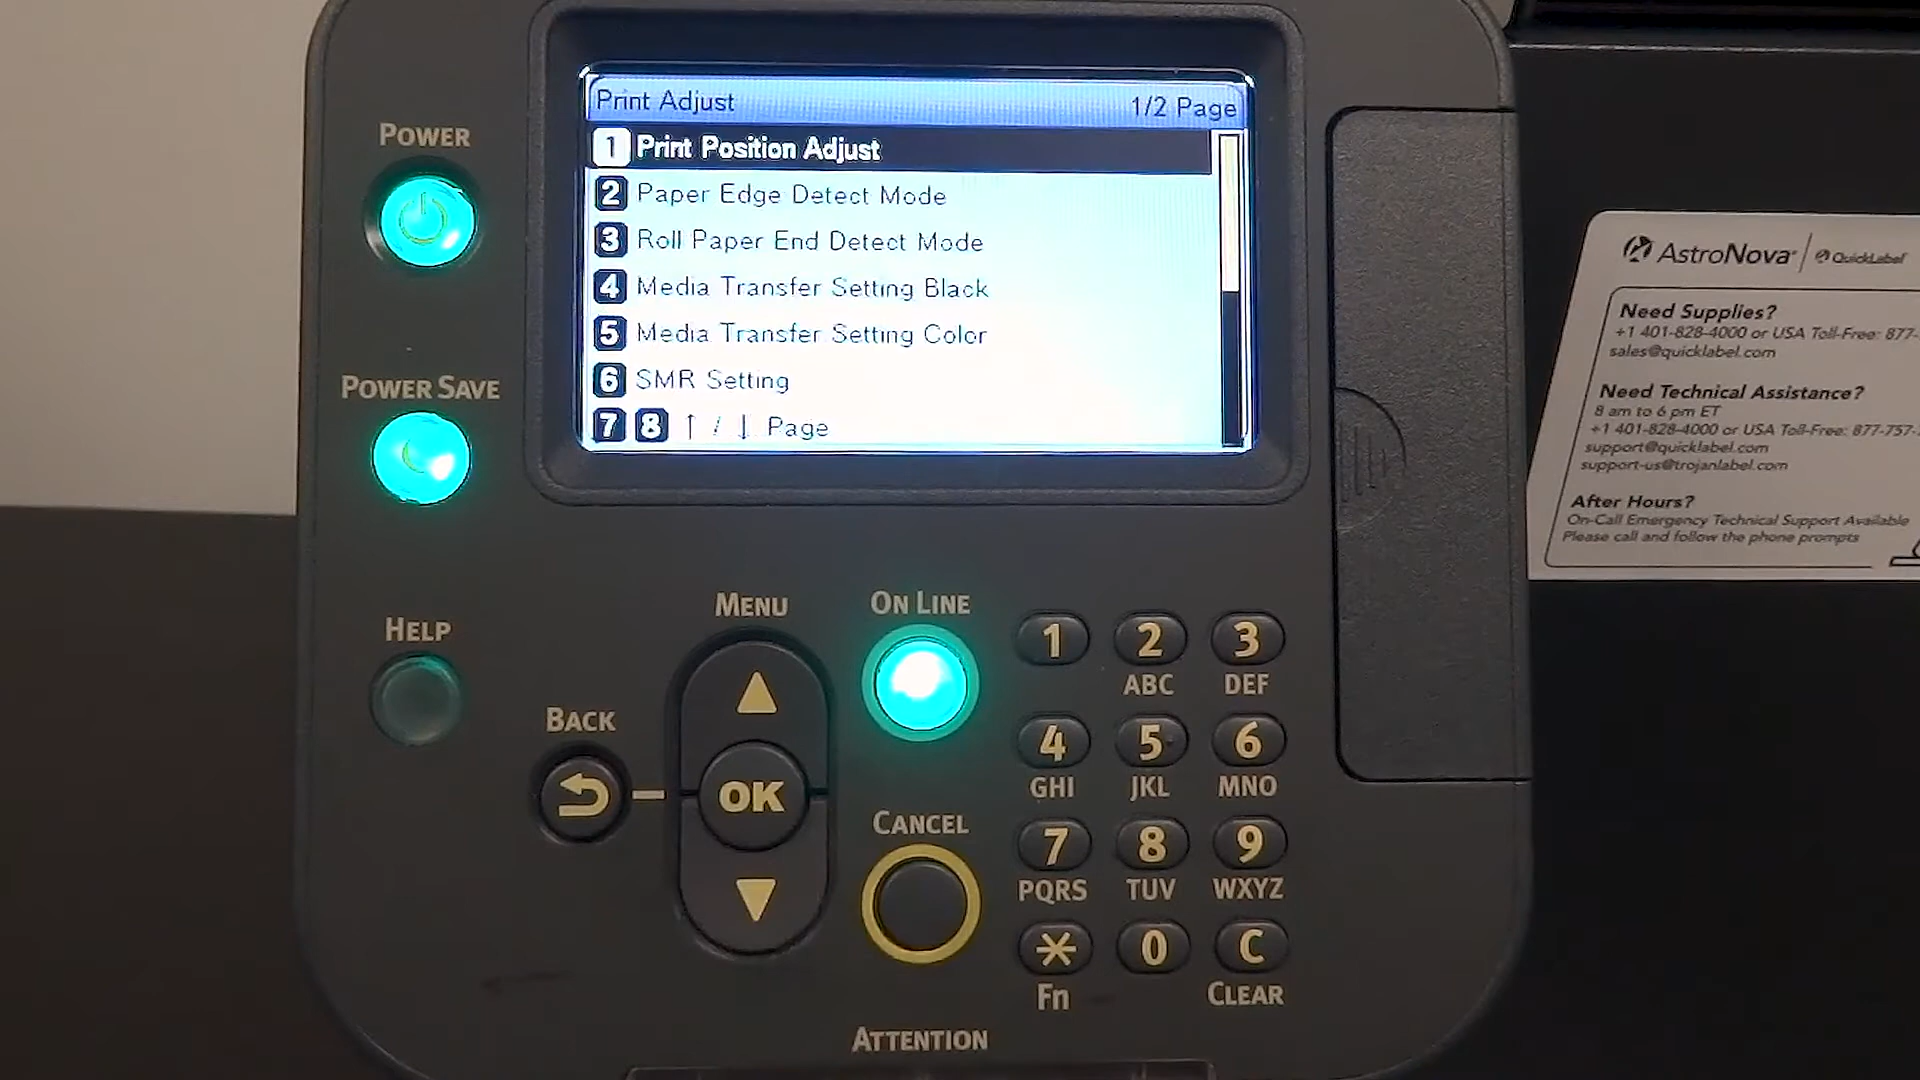 Print Adjust 1/2 Page
1 Print Position Adjust
2 Paper Edge Detect Mode
3 Roll Paper End Detect Mode
4 Media Transfer Setting Black
5 Media Transfer Setting Color
6 SMR Setting
7 8 ↑ / ↓ Page
POWER
POWER SAVE
HELP
MENU
BACK
OK
ON LINE
CANCEL
1 2 3
ABC DEF
4 5 6
GHI JKL MNO
7 8 9
PQRS TUV WXYZ
* 0 C
Fn CLEAR
ATTENTION
AstroNova | QuickLabel
Need Supplies?
+1 401-828-4000 or USA Toll-Free: 877-
sales@quicklabel.com
Need Technical Assistance?
8 am to 6 pm ET
+1 401-828-4000 or USA Toll-Free: 877-757-
support@quicklabel.com
support-us@trojanlabel.com
After Hours?
On-Call Emergency Technical Support Available
Please call and follow the phone prompts